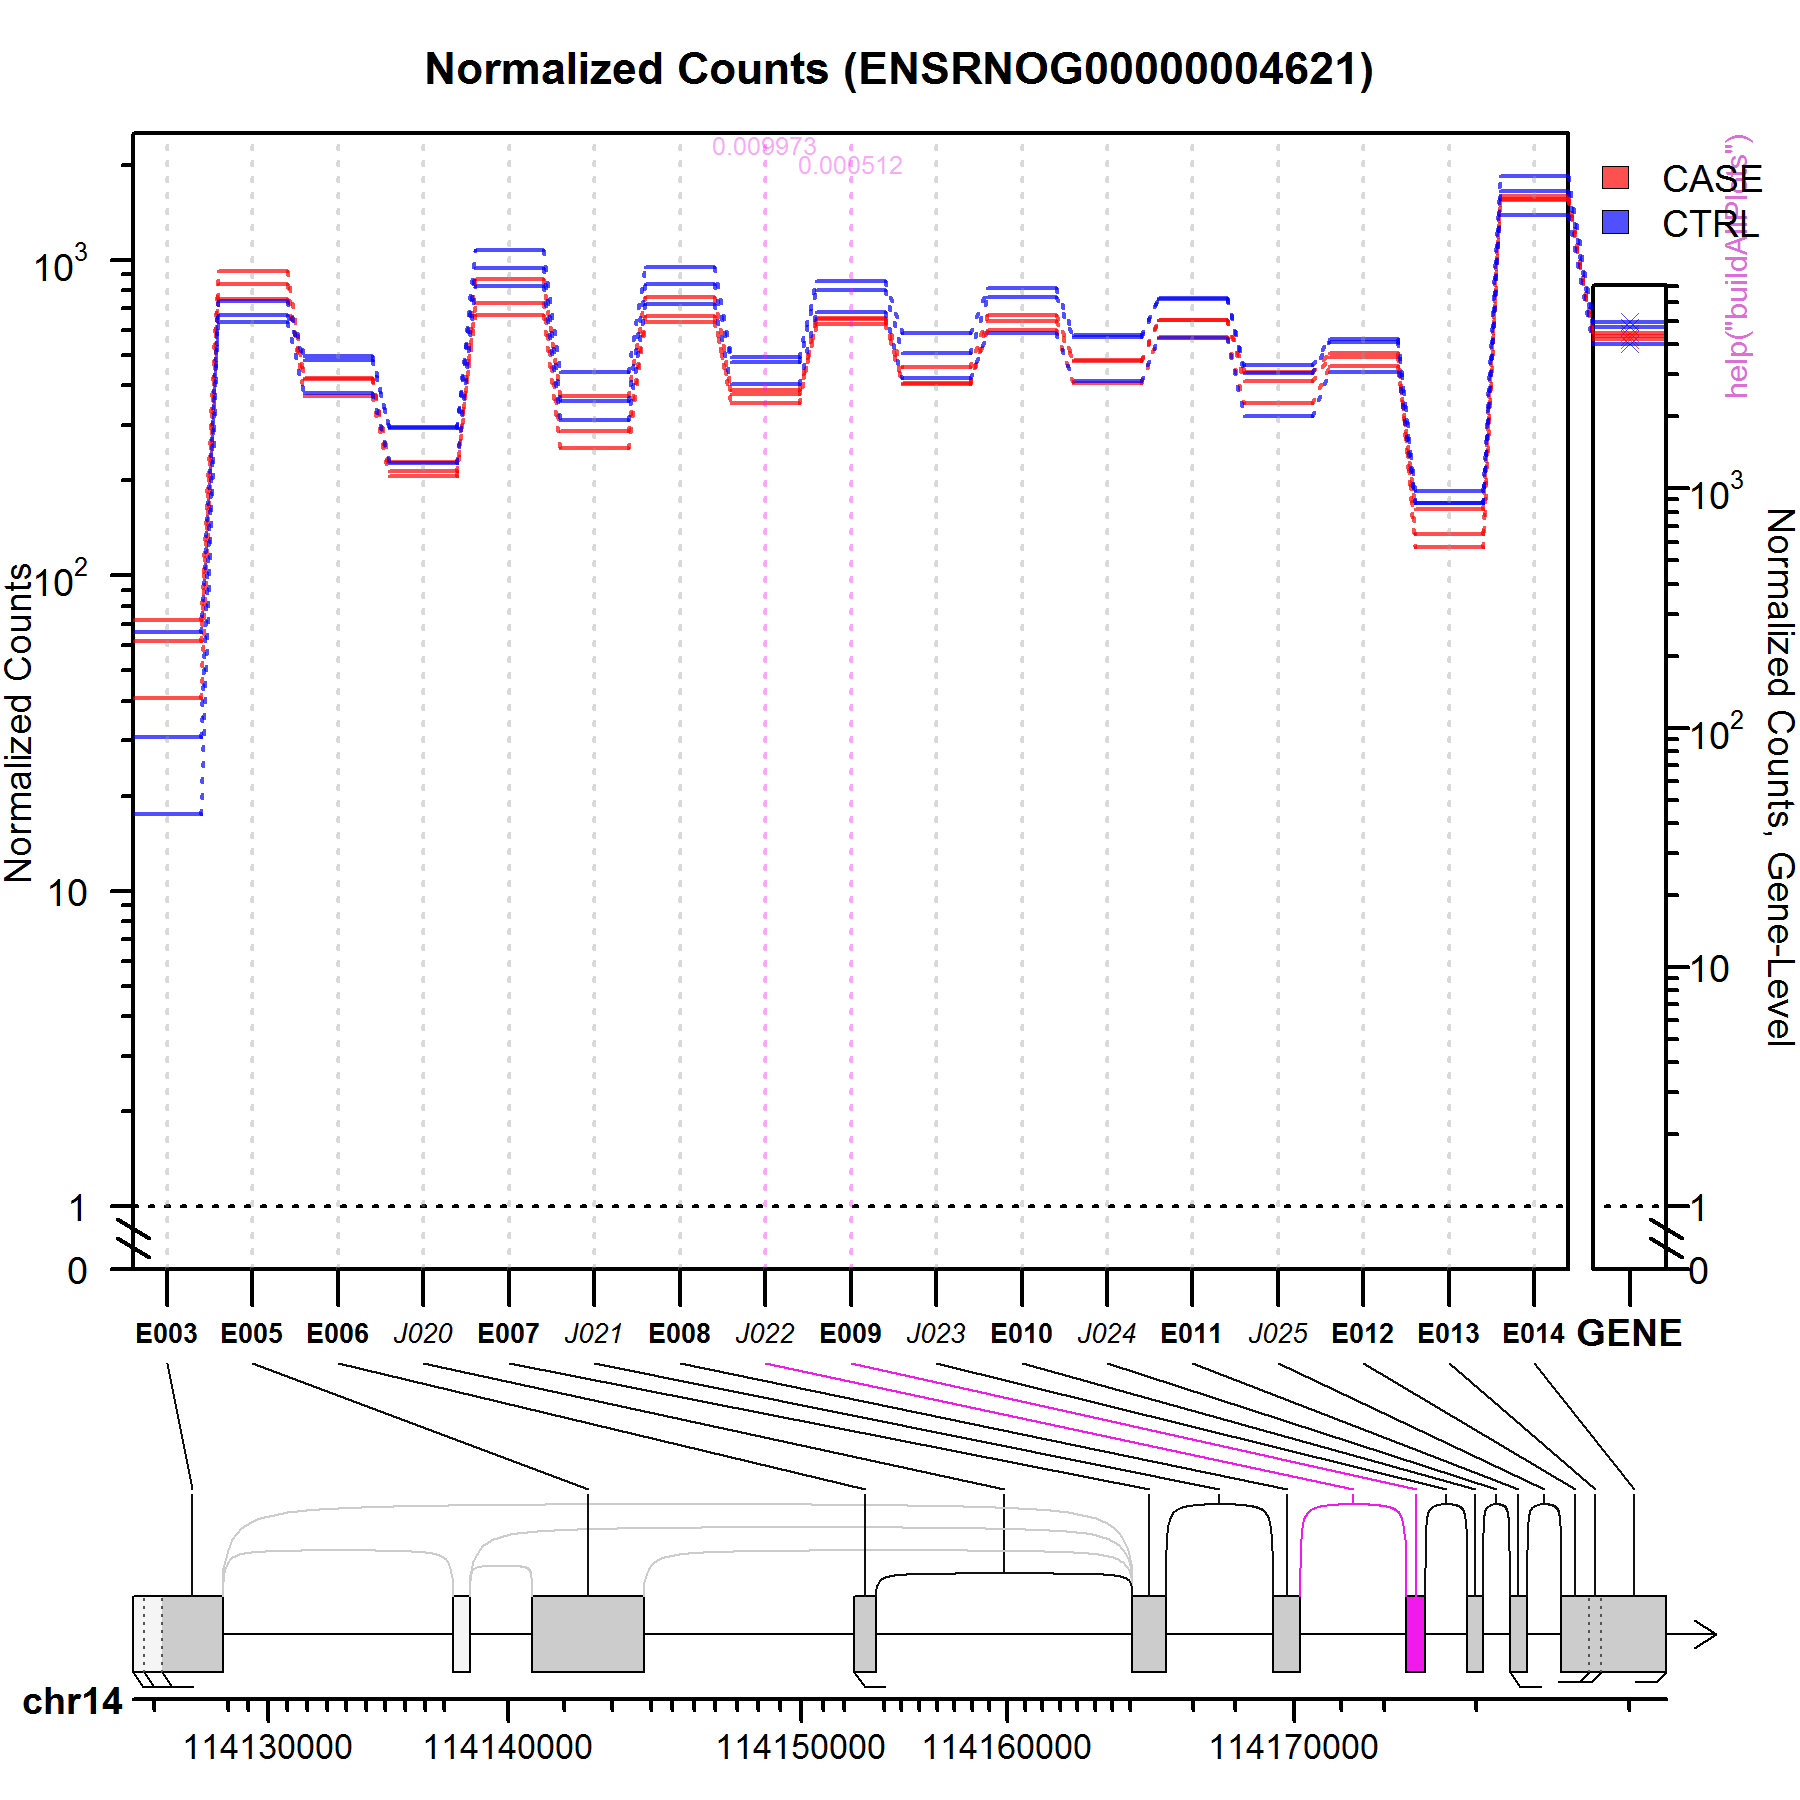 Normalized Counts (ENSRNOG00000004621)
0.009973
0.000512
CASE
CTRL
help("buildAllPlots")
Normalized Counts
10³
10²
10
1
0
10³
10²
10
1
0
Normalized Counts, Gene-Level
E003 E005 E006 J020 E007 J021 E008 J022 E009 J023 E010 J024 E011 J025 E012 E013 E014 GENE
chr14
114130000 114140000 114150000 114160000 114170000